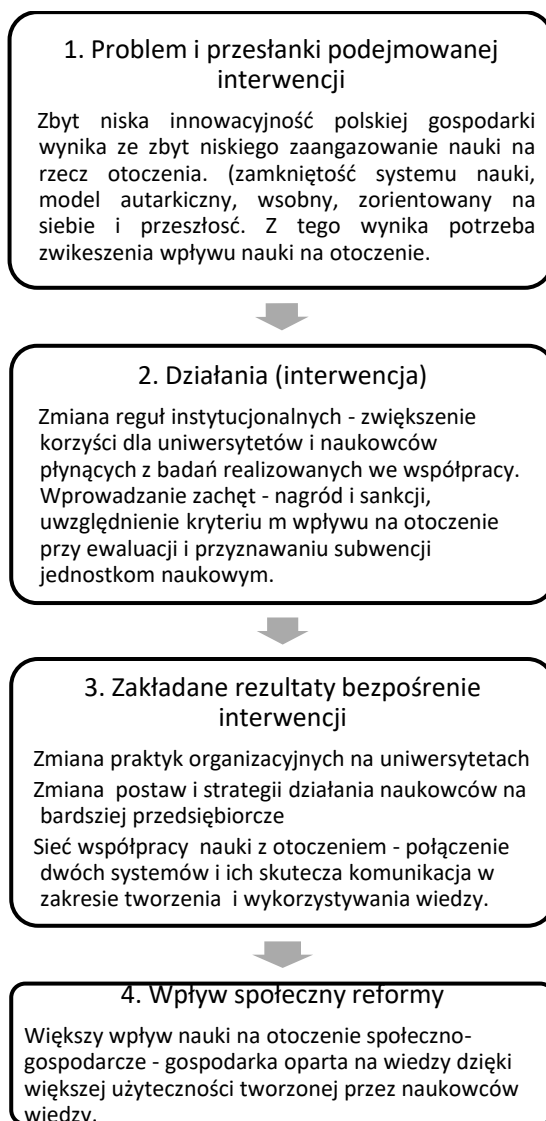 1. Problem i przesłanki podejmowanej
interwencji
Zbyt niska innowacyjność polskiej gospodarki
wynika ze zbyt niskiego zaangazowanie nauki na
rzecz otoczenia. (zamkniętość systemu nauki,
model autarkiczny, wsobny, zorientowany na
siebie i przeszłosć. Z tego wynika potrzeba
zwikeszenia wpływu nauki na otoczenie.
2. Działania (interwencja)
Zmiana reguł instytucjonalnych - zwiększenie
korzyści dla uniwersytetów i naukowców
płynących z badań realizowanych we współpracy.
Wprowadzanie zachęt - nagród i sankcji,
uwzględnienie kryteriu m wpływu na otoczenie
przy ewaluacji i przyznawaniu subwencji
jednostkom naukowym.
3. Zakładane rezultaty bezpośrenie
interwencji
Zmiana praktyk organizacyjnych na uniwersytetach
Zmiana postaw i strategii działania naukowców na
bardsziej przedsiębiorcze
Sieć współpracy nauki z otoczeniem - połączenie
dwóch systemów i ich skutecza komunikacja w
zakresie tworzenia i wykorzystywania wiedzy.
4. Wpływ społeczny reformy
Większy wpływ nauki na otoczenie społeczno-
gospodarcze - gospodarka oparta na wiedzy dzięki
większej użyteczności tworzonej przez naukowców
wiedzy.